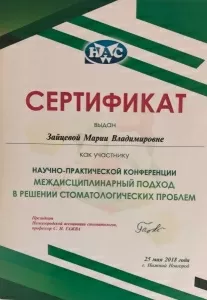 НАС
СЕРТИФИКАТ
выдан
Зайцевой Марии Владимировне
как участнику
НАУЧНО-ПРАКТИЧЕСКОЙ КОНФЕРЕНЦИИ
МЕЖДИСЦИПЛИНАРНЫЙ ПОДХОД
В РЕШЕНИИ СТОМАТОЛОГИЧЕСКИХ ПРОБЛЕМ
Президент
Нижегородской ассоциации стоматологов,
профессор С. И. ГАЖВА
25 мая 2018 года
г. Нижний Новгород